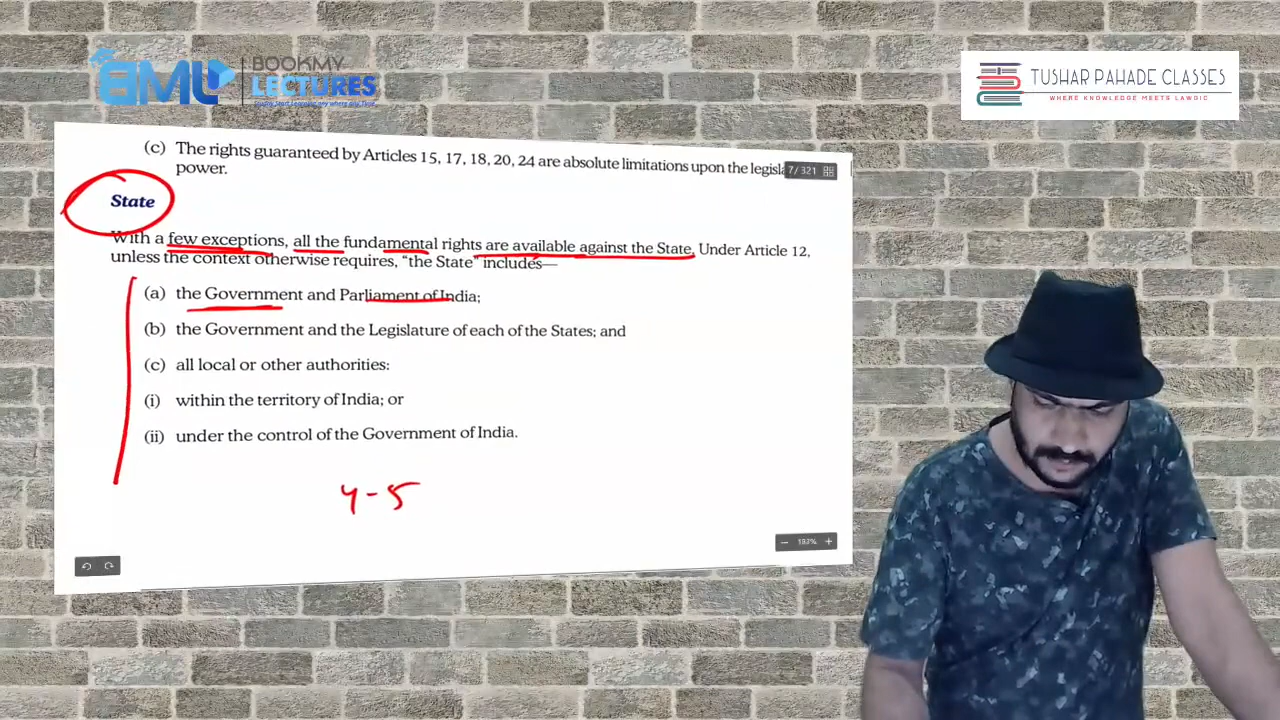 BML
BOOKMY
LECTURES
TUSHAR PAHADE CLASSES
WHERE KNOWLEDGE MEETS LAWGIC
(c) The rights guaranteed by Articles 15, 17, 18, 20, 24 are absolute limitations upon the legisla
power.
7/ 321
State
With a few exceptions, all the fundamental rights are available against the State. Under Article 12,
unless the context otherwise requires, “the State” includes—
(a) the Government and Parliament of India;
(b) the Government and the Legislature of each of the States; and
(c) all local or other authorities:
(i) within the territory of India; or
(ii) under the control of the Government of India.
4-5